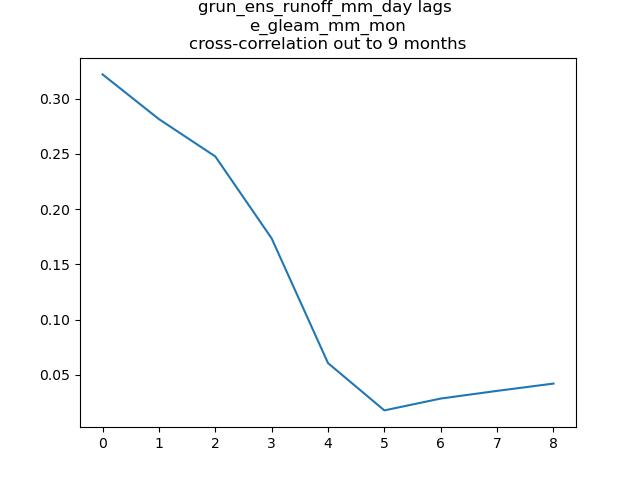 grun_ens_runoff_mm_day lags
e_gleam_mm_mon
cross-correlation out to 9 months
0.30
0.25
0.20
0.15
0.10
0.05
0 1 2 3 4 5 6 7 8